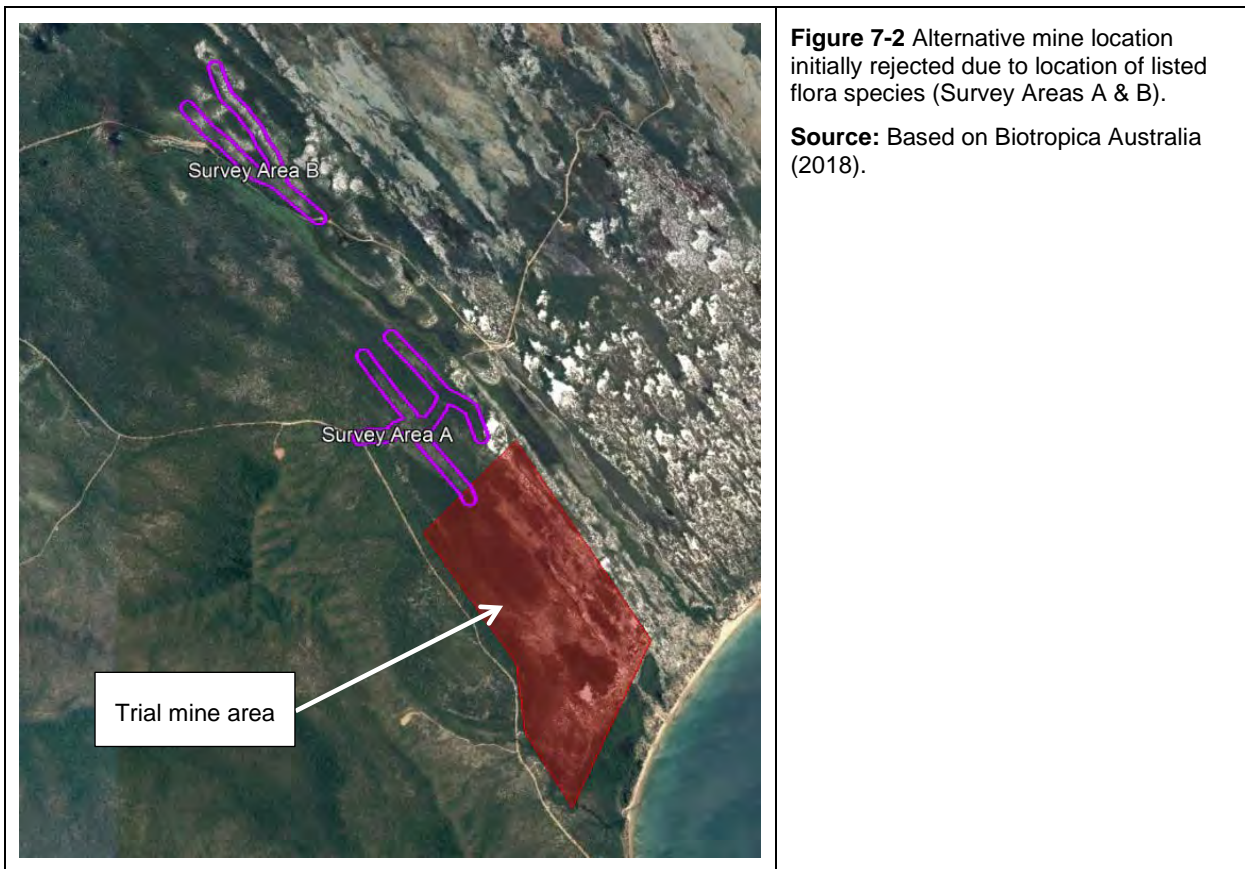 Survey Area B
Survey Area A
Trial mine area
Figure 7-2 Alternative mine location
initially rejected due to location of listed
flora species (Survey Areas A & B).
Source: Based on Biotropica Australia
(2018).